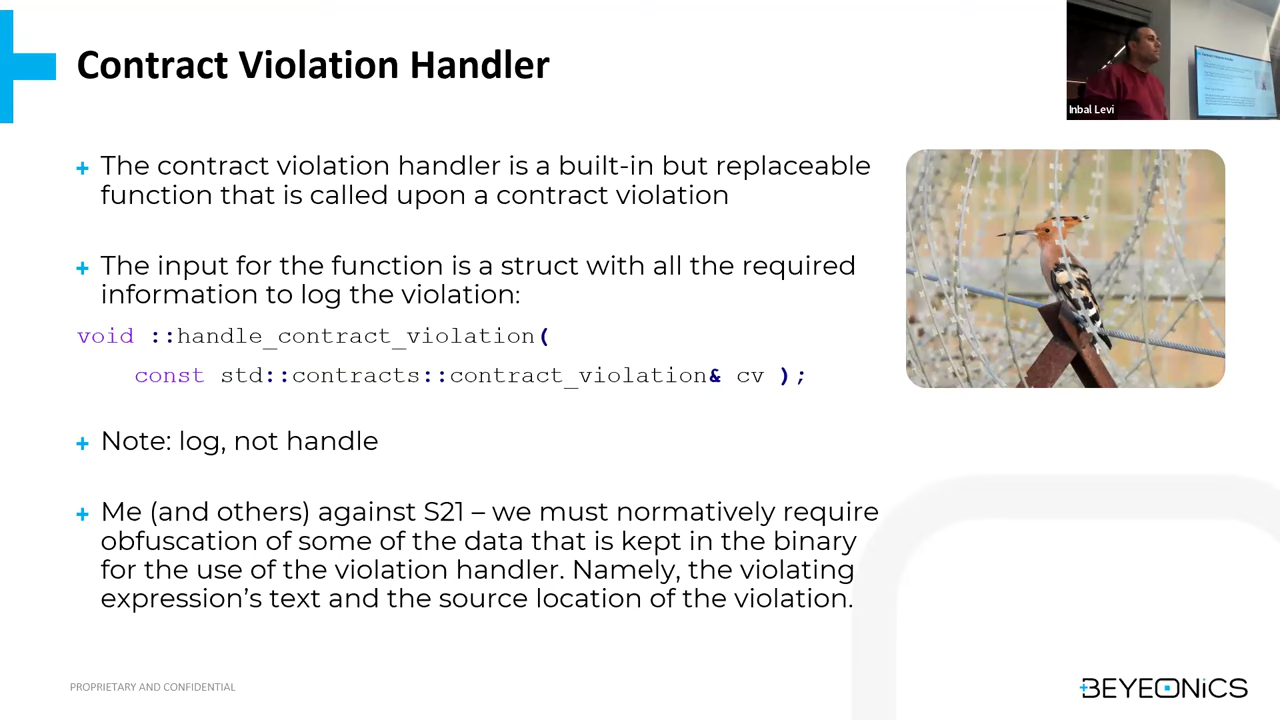 Contract Violation Handler
Inbal Levi
+ The contract violation handler is a built-in but replaceable
function that is called upon a contract violation
+ The input for the function is a struct with all the required
information to log the violation:
void ::handle_contract_violation(
const std::contracts::contract_violation& cv );
+ Note: log, not handle
+ Me (and others) against S21 – we must normatively require
obfuscation of some of the data that is kept in the binary
for the use of the violation handler. Namely, the violating
expression’s text and the source location of the violation.
PROPRIETARY AND CONFIDENTIAL
BEYEONiCS